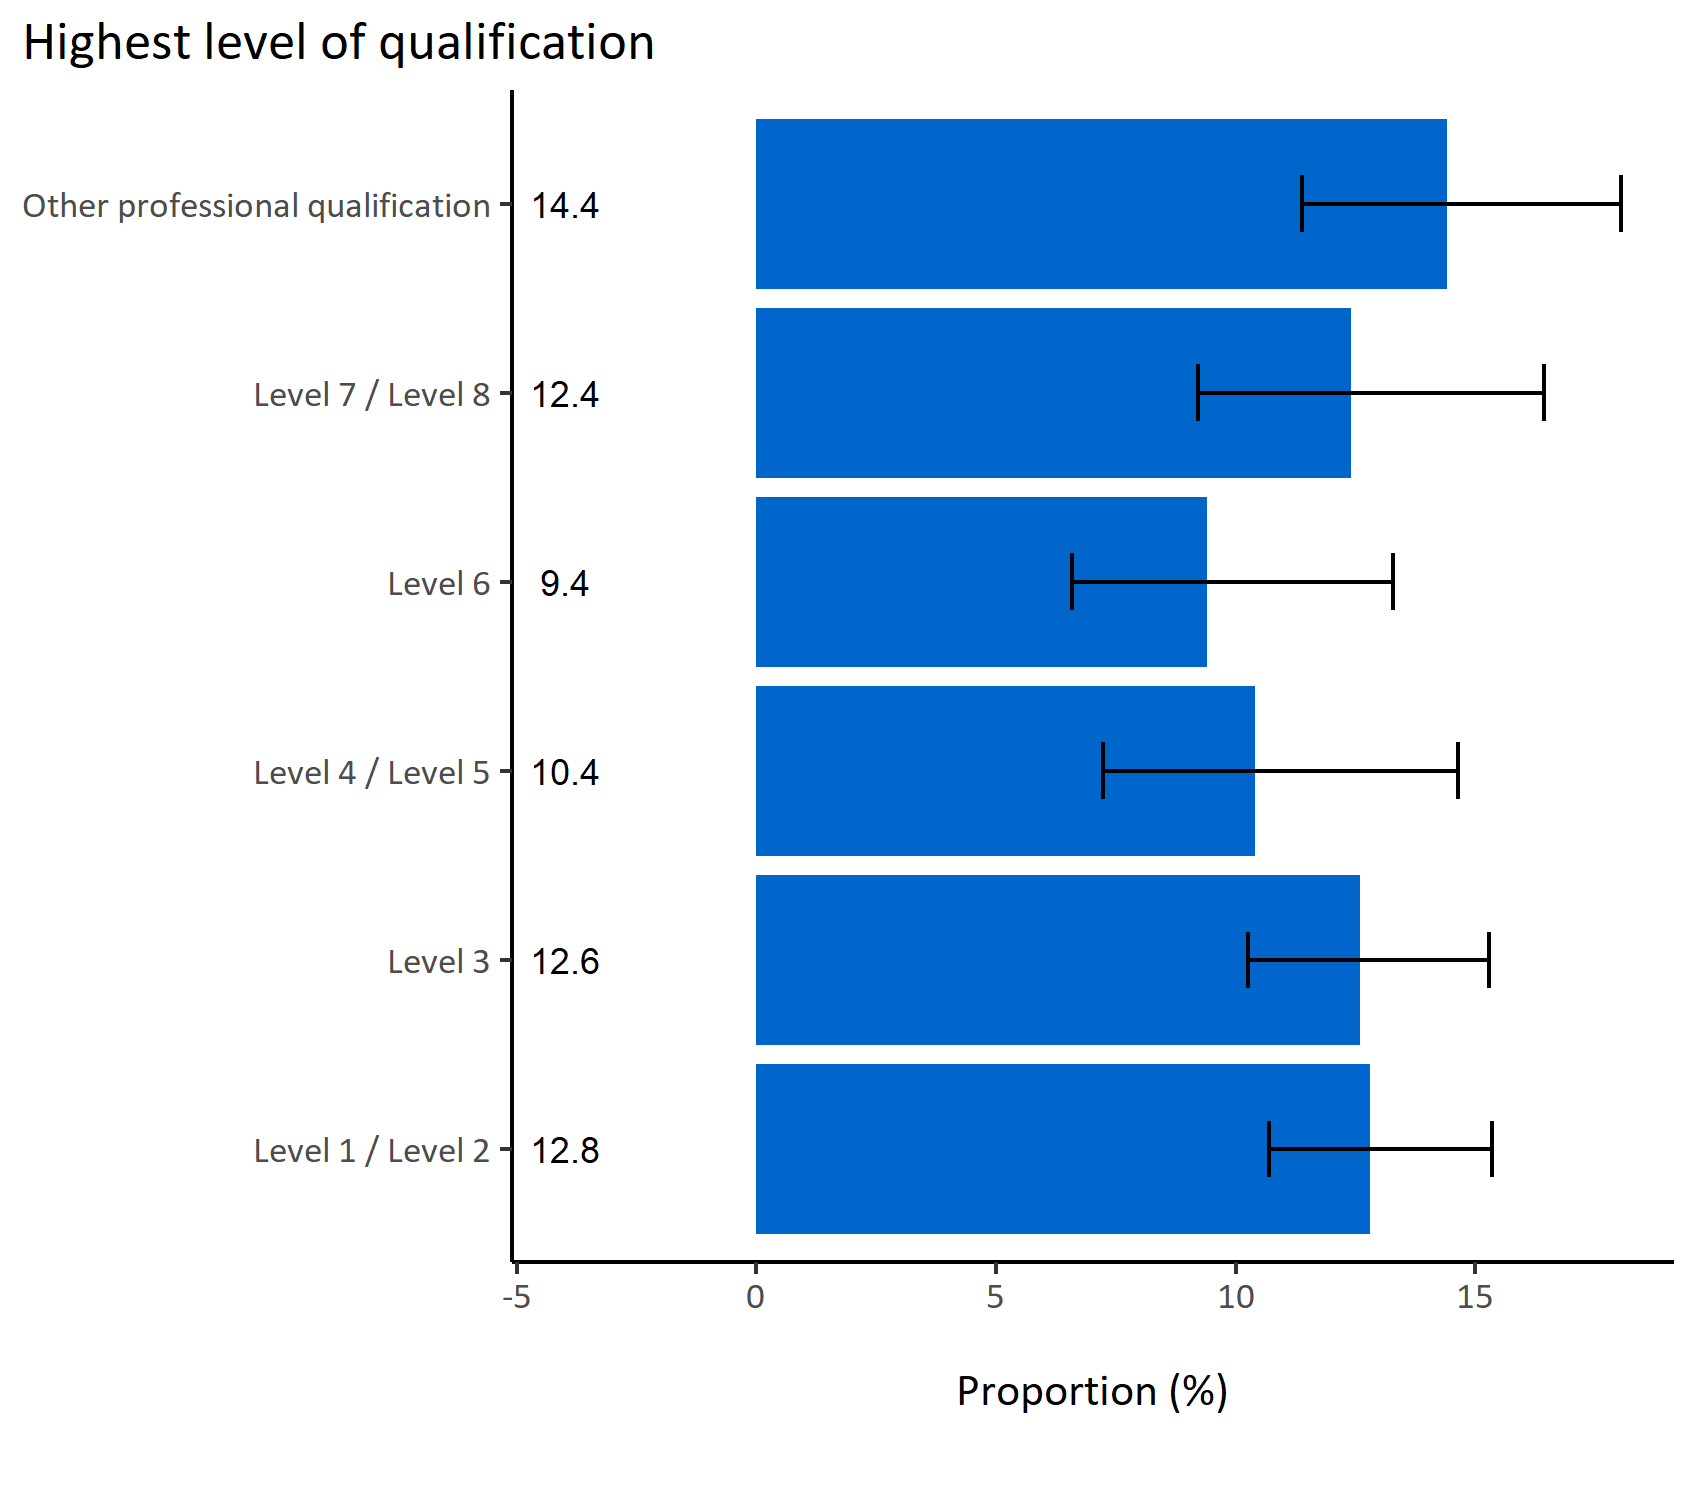 Highest level of qualification
Other professional qualification 14.4
Level 7 / Level 8 12.4
Level 6 9.4
Level 4 / Level 5 10.4
Level 3 12.6
Level 1 / Level 2 12.8
-5 0 5 10 15
Proportion (%)